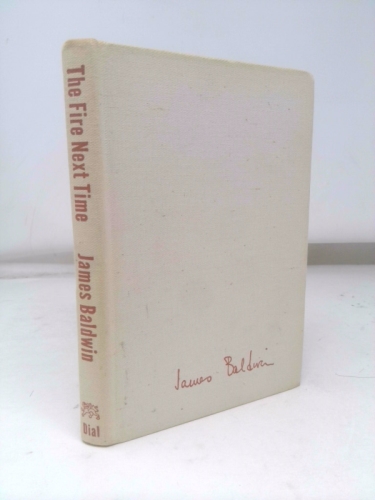 The Fire Next Time
James Baldwin
Dial
James Baldwin